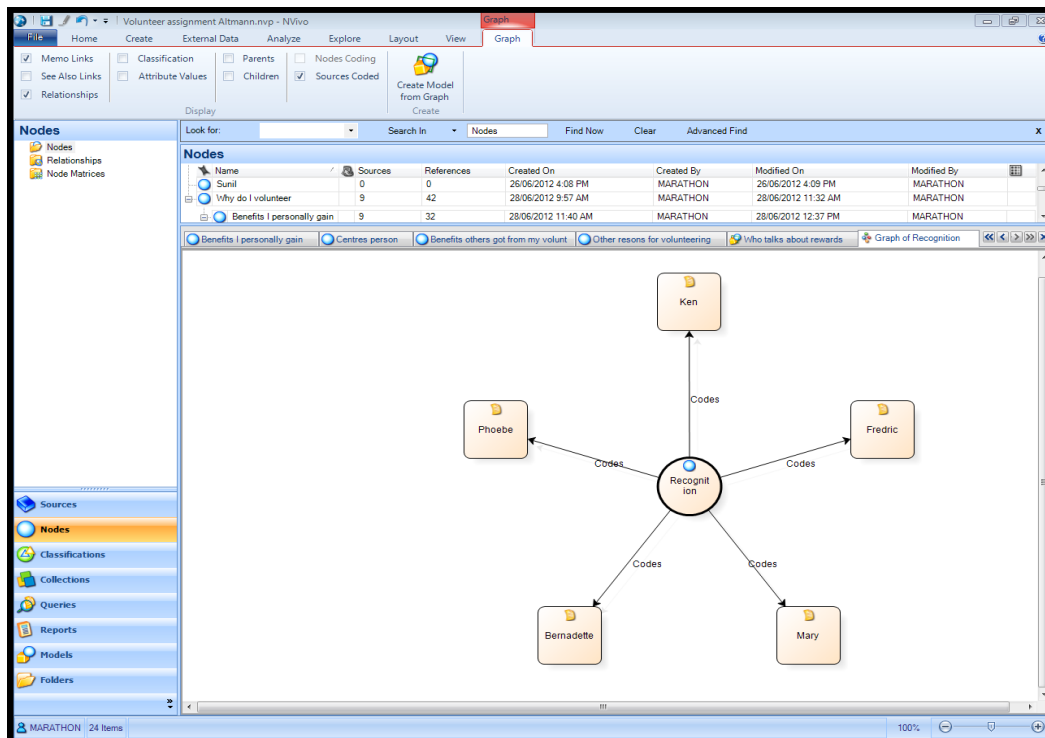 Volunteer assignment Altmann.nvp - NVivo
Graph
File Home Create External Data Analyze Explore Layout View Graph
Memo Links Classification Parents Nodes Coding
See Also Links Attribute Values Children Sources Coded
Relationships
Create Model
from Graph
Display Create
Nodes
Nodes
Relationships
Node Matrices
Look for: Search In Nodes Find Now Clear Advanced Find x
Nodes
Name Sources References Created On Created By Modified On Modified By
Sunil 0 0 26/06/2012 4:08 PM MARATHON 26/06/2012 4:09 PM MARATHON
Why do I volunteer 9 42 28/06/2012 9:57 AM MARATHON 28/06/2012 11:32 AM MARATHON
Benefits I personally gain 9 32 28/06/2012 11:40 AM MARATHON 28/06/2012 12:37 PM MARATHON
Benefits I personally gain Centres person Benefits others got from my volunt Other resons for volunteering Who talks about rewards Graph of Recognition
Ken
Codes
Phoebe
Fredric
Codes
Codes
Recognit
ion
Codes
Codes
Bernadette
Mary
Sources
Nodes
Classifications
Collections
Queries
Reports
Models
Folders
MARATHON 24 Items 100%